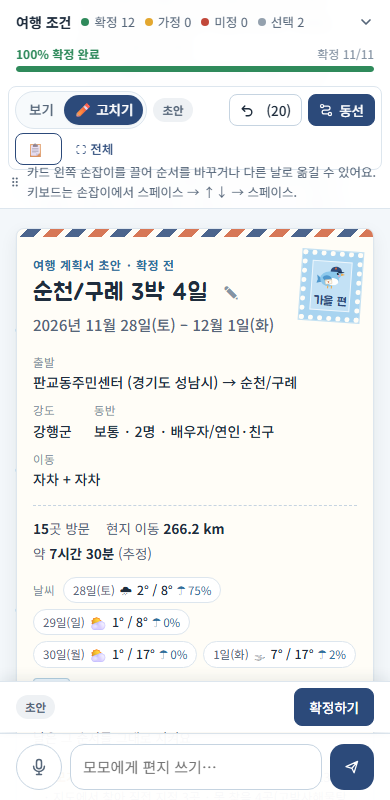 여행 조건 확정 12 가정 0 미정 0 선택 2
100% 확정 완료 확정 11/11
보기 고치기 초안 (20) 동선
전체
카드 왼쪽 손잡이를 끌어 순서를 바꾸거나 다른 날로 옮길 수 있어요.
키보드는 손잡이에서 스페이스 → ↑↓ → 스페이스.
여행 계획서 초안 · 확정 전
순천/구례 3박 4일
가을 편
2026년 11월 28일(토) – 12월 1일(화)
출발
판교동주민센터 (경기도 성남시) → 순천/구례
강도 동반
강행군 보통 · 2명 · 배우자/연인·친구
이동
자차 + 자차
15곳 방문 현지 이동 266.2 km
약 7시간 30분 (추정)
날씨 28일(토) 2° / 8° 75%
29일(일) 1° / 8° 0%
30일(월) 1° / 17° 0% 1일(화) 7° / 17° 2%
초안 확정하기
모모에게 편지 쓰기…